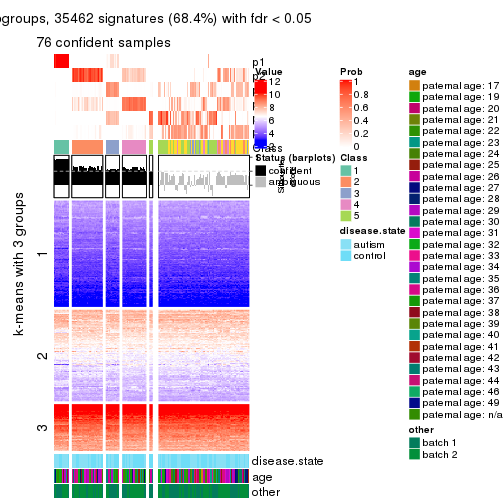 ogroups, 35462 signatures (68.4%) with fdr < 0.05
76 confident samples
p1
p2
Class
k-means with 3 groups
1
2
3
disease.state
age
other
Value
12
10
8
6
4
2
Status (barplots)
confident
ambiguous
Prob
1
0.8
0.6
0.4
0.2
0
Class
1
2
3
4
5
disease.state
autism
control
age
paternal age: 17
paternal age: 19
paternal age: 20
paternal age: 21
paternal age: 22
paternal age: 23
paternal age: 24
paternal age: 25
paternal age: 26
paternal age: 27
paternal age: 28
paternal age: 29
paternal age: 30
paternal age: 31
paternal age: 32
paternal age: 33
paternal age: 34
paternal age: 35
paternal age: 36
paternal age: 37
paternal age: 38
paternal age: 39
paternal age: 40
paternal age: 41
paternal age: 42
paternal age: 43
paternal age: 44
paternal age: 46
paternal age: 49
paternal age: n/a
other
batch 1
batch 2